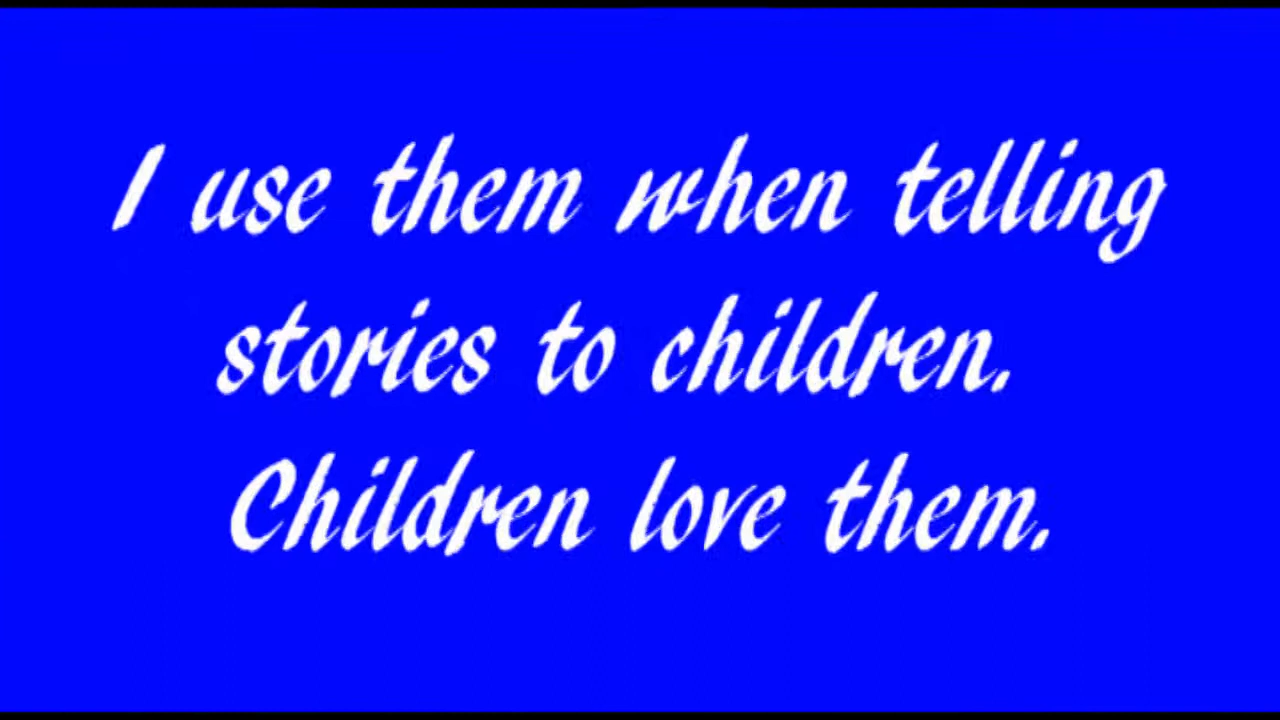 I use them when telling
stories to children.
Children love them.